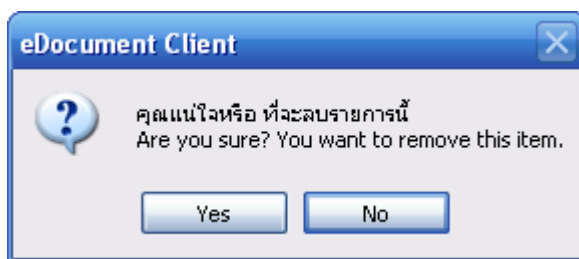 eDocument Client
คุณแน่ใจหรือ ที่จะลบรายการนี้
Are you sure? You want to remove this item.
Yes
No